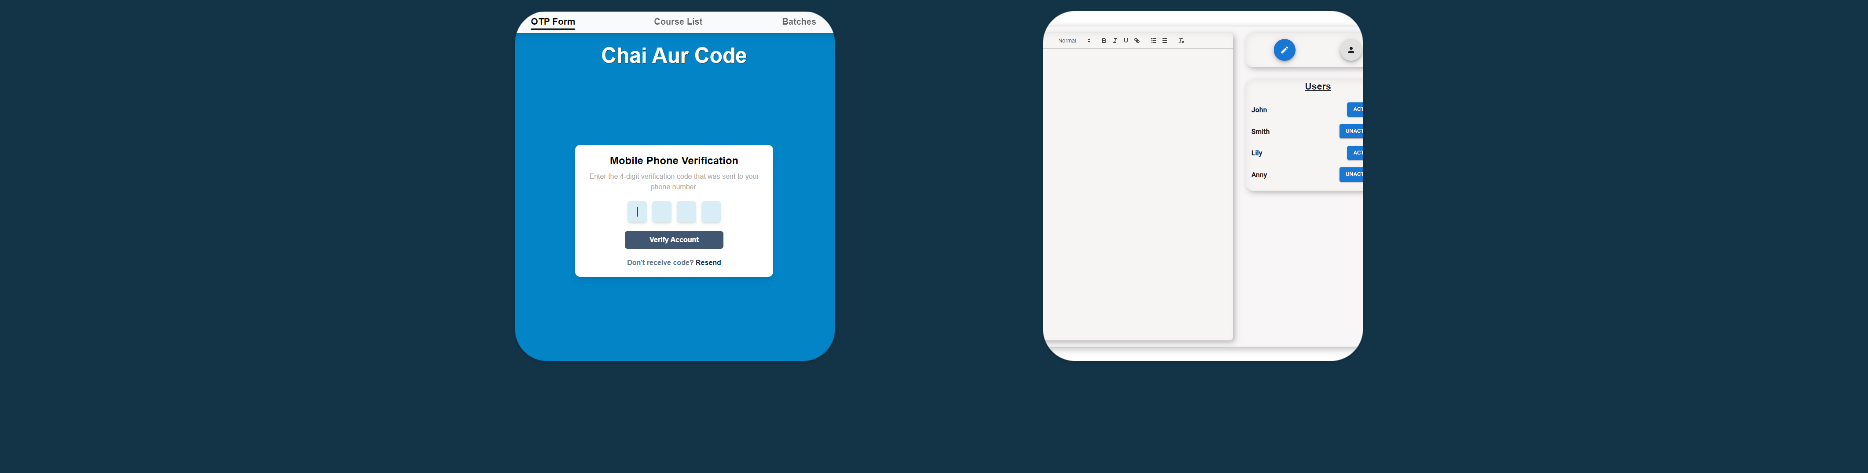 OTP Form Course List Batches
Chai Aur Code
Mobile Phone Verification
Enter the 4-digit verification code that was sent to your
phone number.
Verify Account
Don't receive code? Resend
Normal B I U
Users
John ACT
Smith UNACT
Lily ACT
Anny UNACT